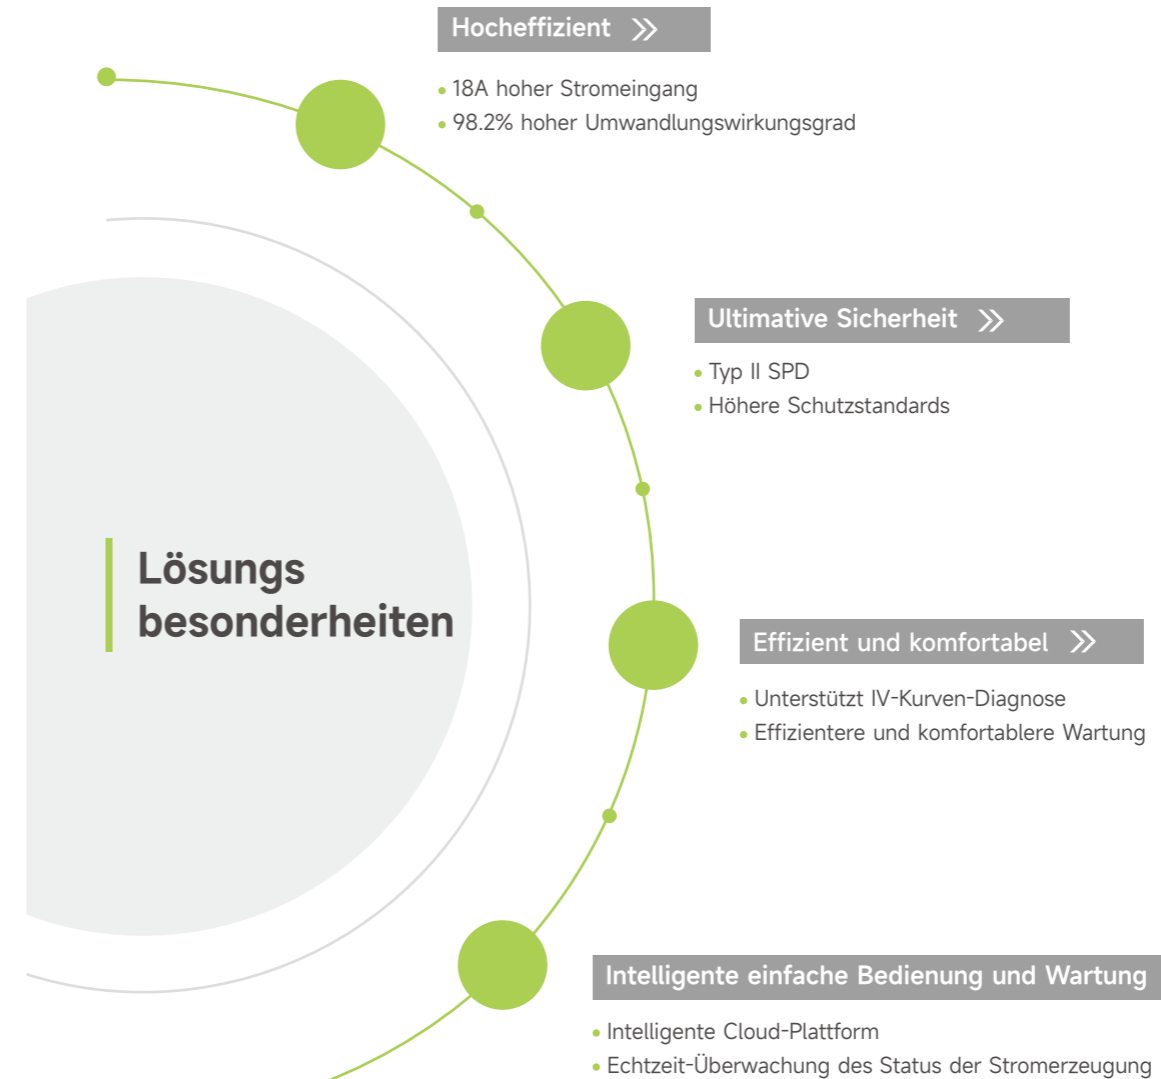 Hocheffizient
• 18A hoher Stromeingang
• 98.2% hoher Umwandlungswirkungsgrad
Ultimative Sicherheit
• Typ II SPD
• Höhere Schutzstandards
Lösungs
besonderheiten
Effizient und komfortabel
• Unterstützt IV-Kurven-Diagnose
• Effizientere und komfortablere Wartung
Intelligente einfache Bedienung und Wartung
• Intelligente Cloud-Plattform
• Echtzeit-Überwachung des Status der Stromerzeugung